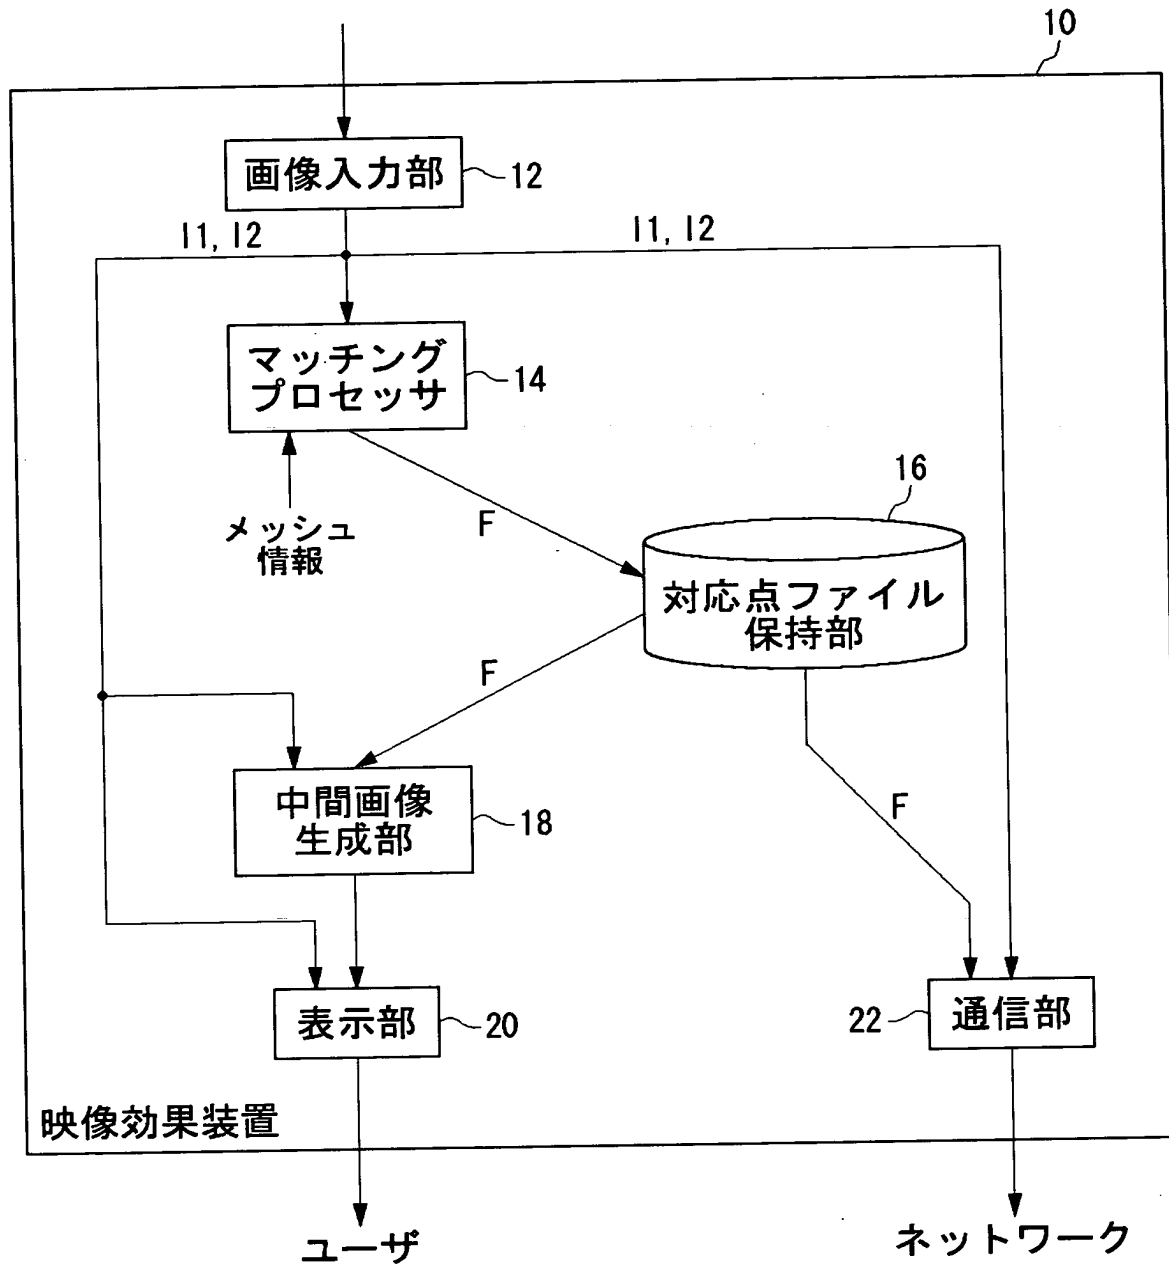 10
画像入力部
12
I1, I2
I1, I2
マッチング
プロセッサ
14
メッシュ
情報
F
16
対応点ファイル
保持部
F
中間画像
生成部
18
F
表示部
20
22
通信部
映像効果装置
ユーザ
ネットワーク